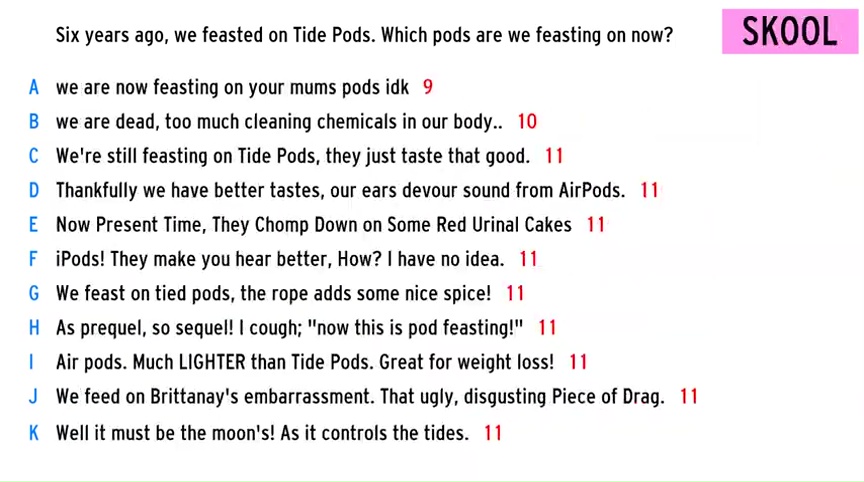 Six years ago, we feasted on Tide Pods. Which pods are we feasting on now?
SKOOL
A we are now feasting on your mums pods idk 9
B we are dead, too much cleaning chemicals in our body.. 10
C We're still feasting on Tide Pods, they just taste that good. 11
D Thankfully we have better tastes, our ears devour sound from AirPods. 11
E Now Present Time, They Chomp Down on Some Red Urinal Cakes 11
F iPods! They make you hear better, How? I have no idea. 11
G We feast on tied pods, the rope adds some nice spice! 11
H As prequel, so sequel! I cough; "now this is pod feasting!" 11
I Air pods. Much LIGHTER than Tide Pods. Great for weight loss! 11
J We feed on Brittanay's embarrassment. That ugly, disgusting Piece of Drag. 11
K Well it must be the moon's! As it controls the tides. 11